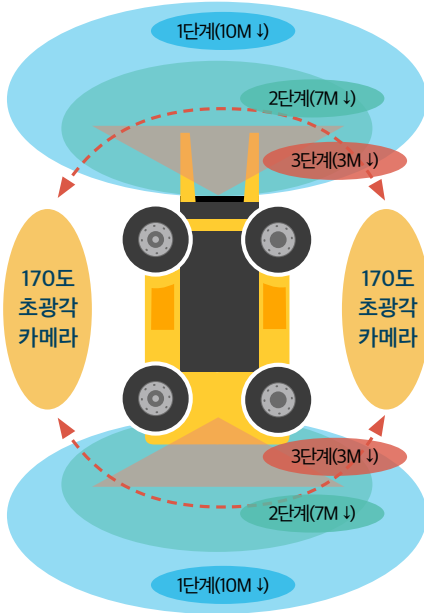 1단계(10M ↓)
2단계(7M ↓)
3단계(3M ↓)
170도
초광각
카메라
170도
초광각
카메라
3단계(3M ↓)
2단계(7M ↓)
1단계(10M ↓)